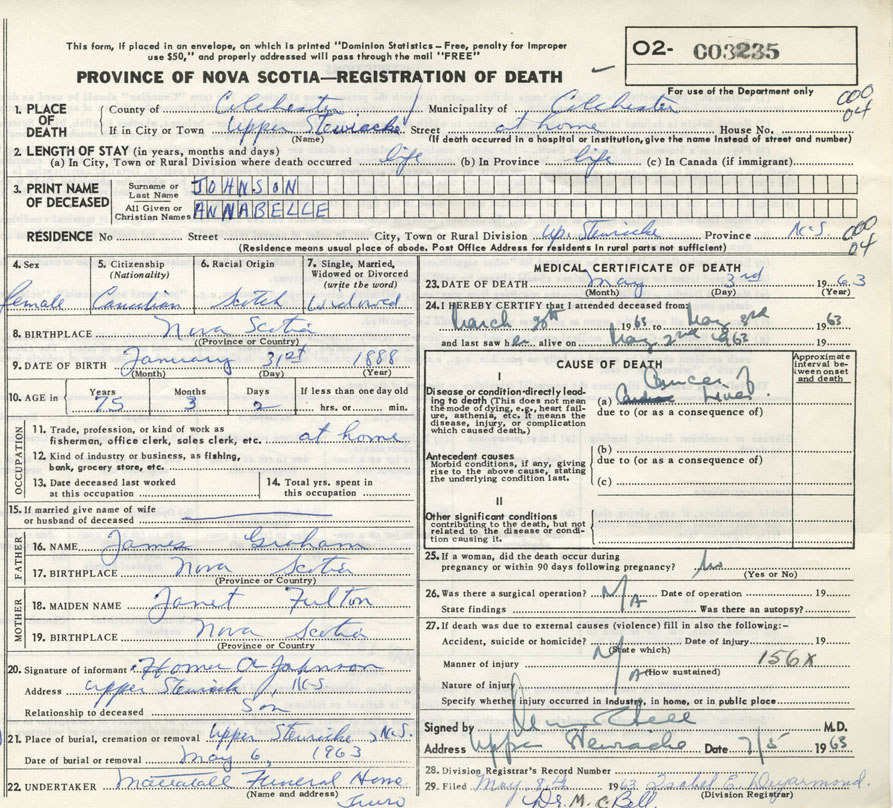 This form, if placed in an envelope, on which is printed "Dominion Statistics – Free, penalty for Improper
use $50," and properly addressed will pass through the mail "FREE"
O2- 003235
PROVINCE OF NOVA SCOTIA—REGISTRATION OF DEATH
For use of the Department only
1. PLACE OF DEATH County of Colchester Municipality of Colchester 000
If in City or Town Upper Stewiacke Street at home House No. 04
(Name) (If death occurred in a hospital or institution, give name instead of street and number)
2. LENGTH OF STAY (in years, months and days)
(a) In City, Town or Rural Division where death occurred life (b) In Province life (c) In Canada (if immigrant)
3. PRINT NAME OF DECEASED Surname or Last Name JOHNSON
All Given or Christian Names ANNABELLE
RESIDENCE No Street City, Town or Rural Division Up. Stewiacke Province N.S. 000
04
(Residence means usual place of abode. Post Office Address for residents in rural parts not sufficient)
4. Sex female
5. Citizenship (Nationality) Canadian
6. Racial Origin Scotch
7. Single, Married, Widowed or Divorced (write the word) Widowed
8. BIRTHPLACE Nova Scotia
(Province or Country)
9. DATE OF BIRTH January 31st 1888
(Month) (Day) (Year)
10. AGE in Years 75 Months 3 Days 2 If less than one day old hrs. or min.
OCCUPATION
11. Trade, profession, or kind of work as
fisherman, office clerk, sales clerk, etc. at home
12. Kind of industry or business, as fishing,
bank, grocery store, etc.
13. Date deceased last worked
at this occupation
14. Total yrs. spent in
this occupation
15. If married give name of wife
or husband of deceased
FATHER
16. NAME James Graham
17. BIRTHPLACE Nova Scotia
(Province or Country)
MOTHER
18. MAIDEN NAME Janet Fulton
19. BIRTHPLACE Nova Scotia
(Province or Country)
20. Signature of informant Homer A Johnson
Address Upper Stewiacke, N.S
Relationship to deceased Son
21. Place of burial, cremation or removal Upper Stewiacke, N.S.
Date of burial or removal May 6, 1963
22. UNDERTAKER Mattatall Funeral Home
(Name and address) Truro
MEDICAL CERTIFICATE OF DEATH
23. DATE OF DEATH May 3rd 1963
(Month) (Day) (Year)
24. I HEREBY CERTIFY that I attended deceased from
March 1963 to May 3rd 1963
and last saw her alive on May 2nd 1963 19
CAUSE OF DEATH
Approximate interval between onset and death
I
Disease or condition directly leading to death (This does not mean
the mode of dying, e.g., heart failure, asthenia, etc. It means the
disease, injury, or complication
which caused death.)
(a) Cancer of Liver.
due to (or as a consequence of)
Antecedent causes
Morbid conditions, if any, giving
rise to the above cause, stating
the underlying condition last.
(b)
due to (or as a consequence of)
(c)
II
Other significant conditions
contributing to the death, but not
related to the disease or condition causing it.
25. If a woman, did the death occur during
pregnancy or within 90 days following pregnancy? No
(Yes or No)
26. Was there a surgical operation? N/A Date of operation 19
State findings Was there an autopsy?
27. If death was due to external causes (violence) fill in also the following:-
Accident, suicide or homicide? Date of injury 19
(State which)
Manner of injury N/A 156X
(How sustained)
Nature of injury
Specify whether injury occurred in industry, in home, or in public place
Signed by M.D.
Address Upper Stewiacke Date 7/5 1963
28. Division Registrar's Record Number
29. Filed May 8th 1963 Isabel E. Deyarmond.
(Division Registrar)
Dr. M. C. Bell